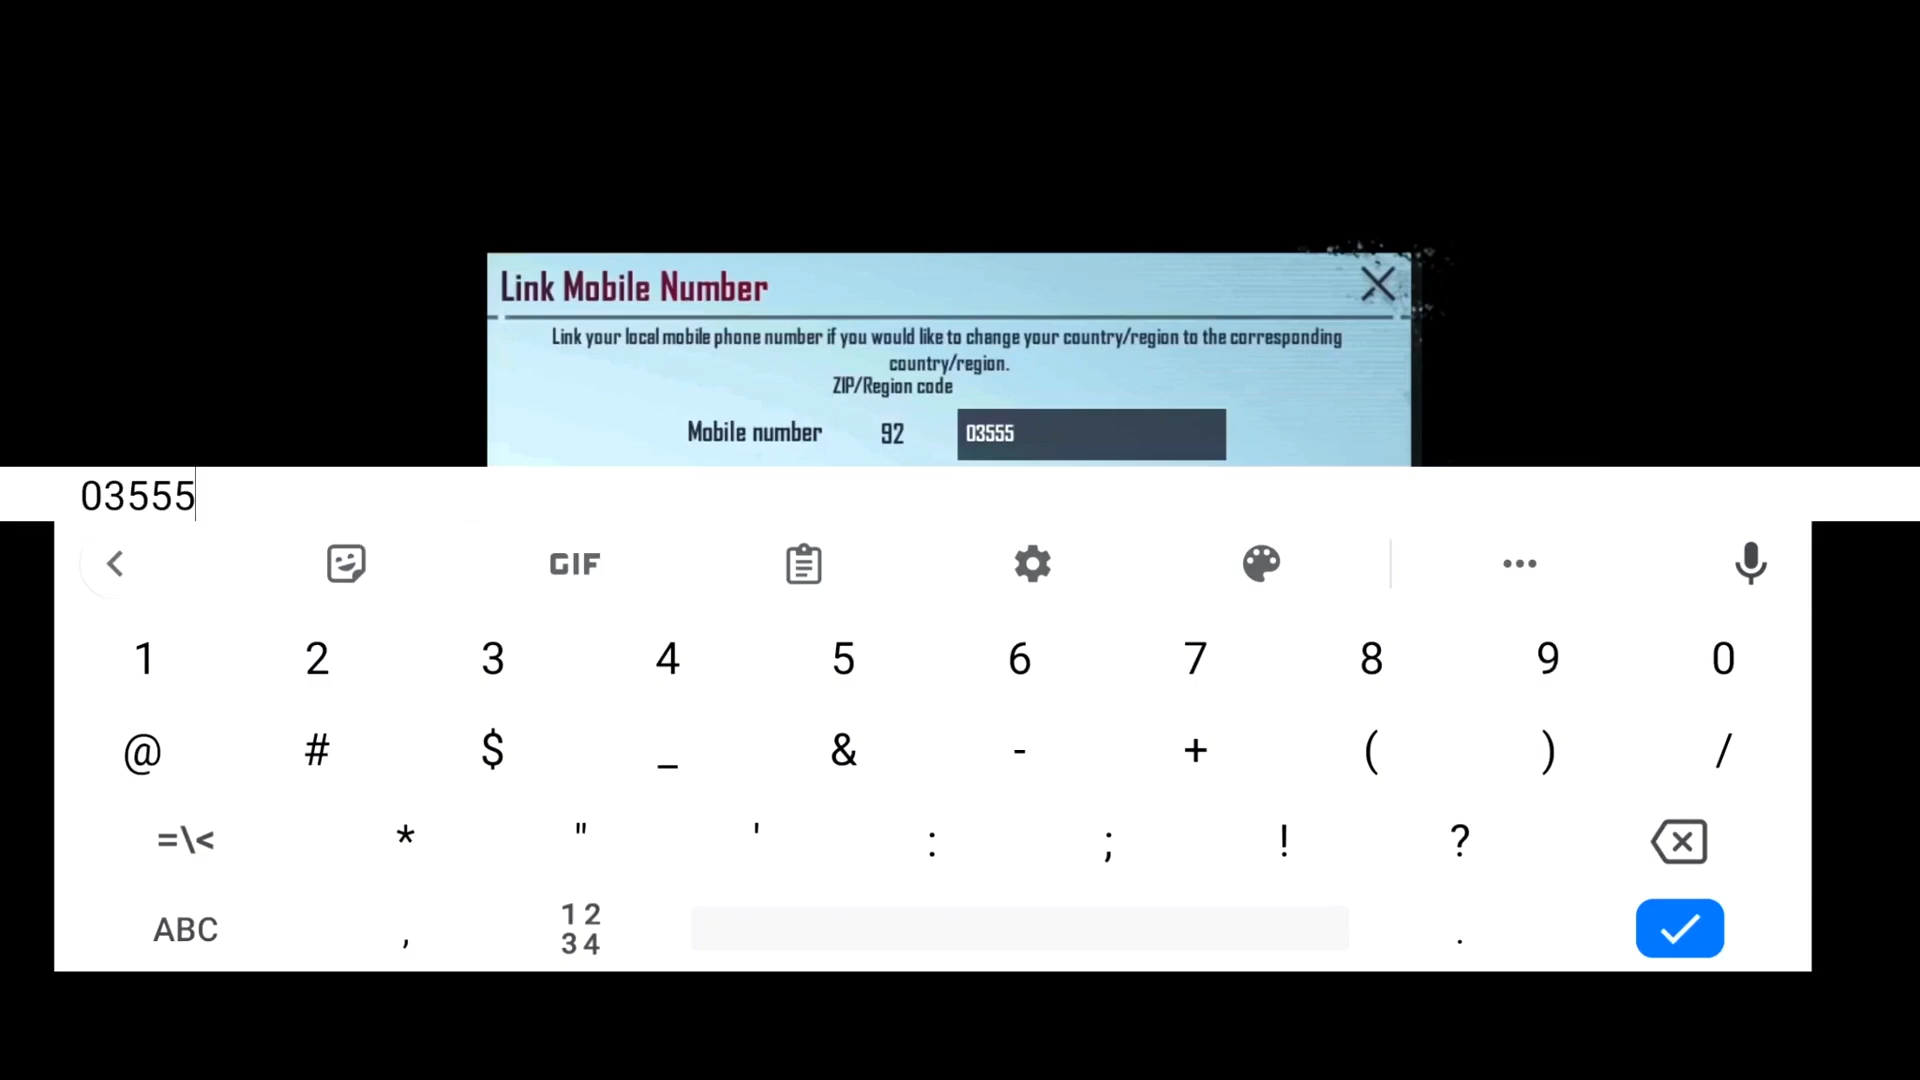 Link Mobile Number
Link your local mobile phone number if you would like to change your country/region to the corresponding
country/region.
ZIP/Region code
Mobile number 92 03555
03555
GIF
1 2 3 4 5 6 7 8 9 0
@ # $ _ & - + ( ) /
=\< * " ' : ; ! ?
ABC , 1 2 .
3 4